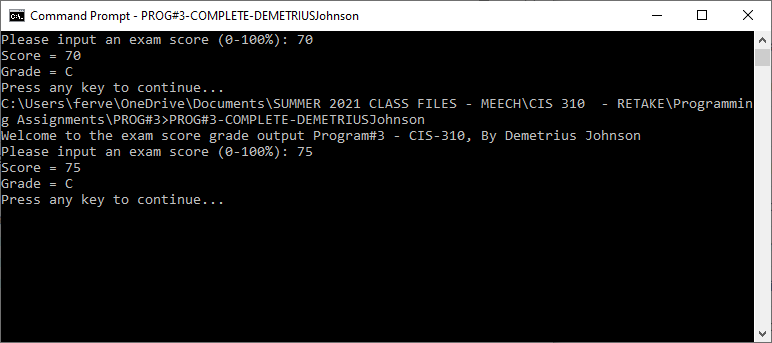 Command Prompt - PROG#3-COMPLETE-DEMETRIUSJohnson
Please input an exam score (0-100%): 70
Score = 70
Grade = C
Press any key to continue...
C:\Users\ferve\OneDrive\Documents\SUMMER 2021 CLASS FILES - MEECH\CIS 310  - RETAKE\Programmin
g Assignments\PROG#3>PROG#3-COMPLETE-DEMETRIUSJohnson
Welcome to the exam score grade output Program#3 - CIS-310, By Demetrius Johnson
Please input an exam score (0-100%): 75
Score = 75
Grade = C
Press any key to continue...